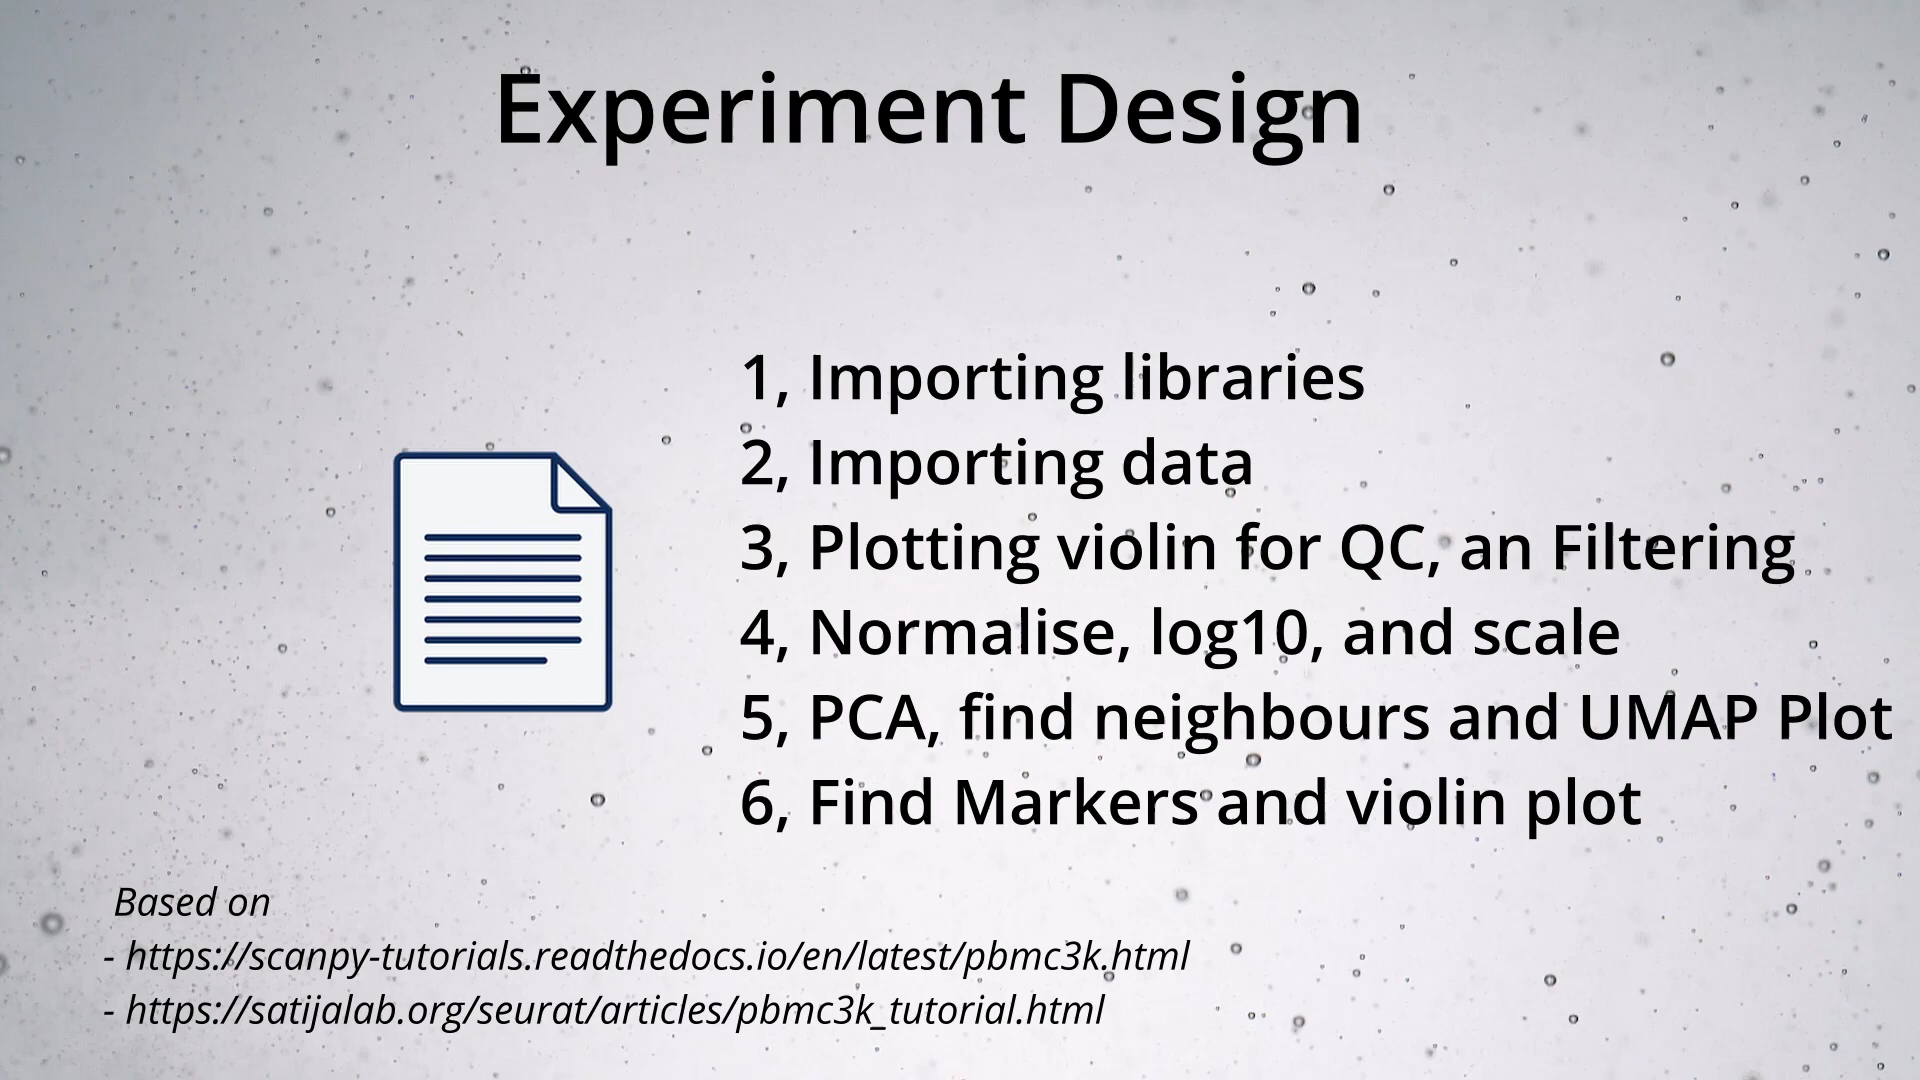 Experiment Design
1, Importing libraries
2, Importing data
3, Plotting violin for QC, an Filtering
4, Normalise, log10, and scale
5, PCA, find neighbours and UMAP Plot
6, Find Markers and violin plot
Based on
- https://scanpy-tutorials.readthedocs.io/en/latest/pbmc3k.html
- https://satijalab.org/seurat/articles/pbmc3k_tutorial.html